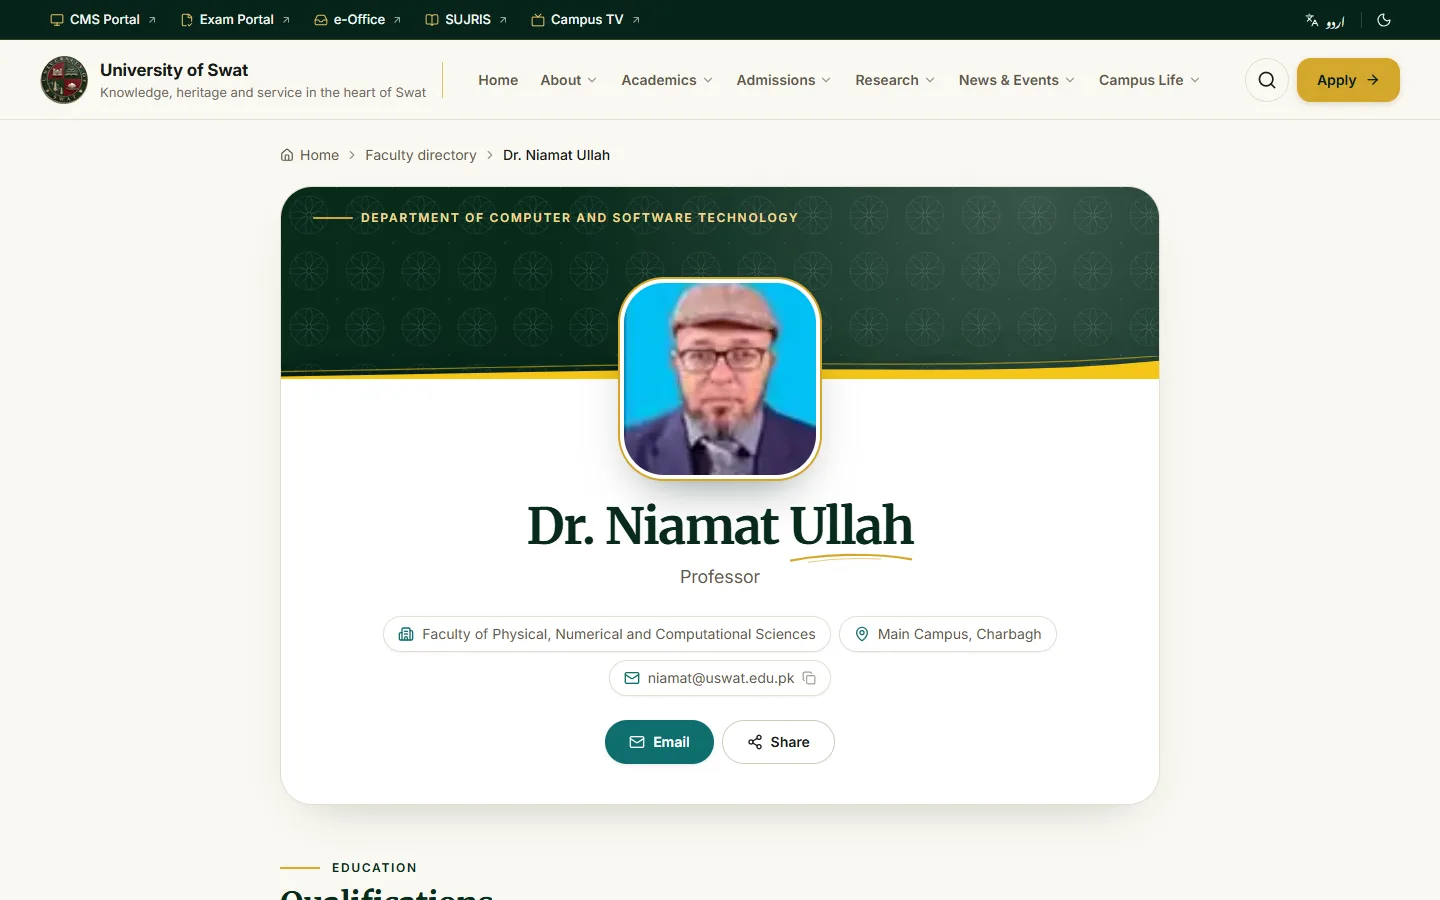 CMS Portal
Exam Portal
e-Office
SUJRIS
Campus TV
اردو
University of Swat
Knowledge, heritage and service in the heart of Swat
Home
About
Academics
Admissions
Research
News & Events
Campus Life
Apply
Home
Faculty directory
Dr. Niamat Ullah
DEPARTMENT OF COMPUTER AND SOFTWARE TECHNOLOGY
Dr. Niamat Ullah
Professor
Faculty of Physical, Numerical and Computational Sciences
Main Campus, Charbagh
niamat@uswat.edu.pk
Email
Share
EDUCATION
Qualifications